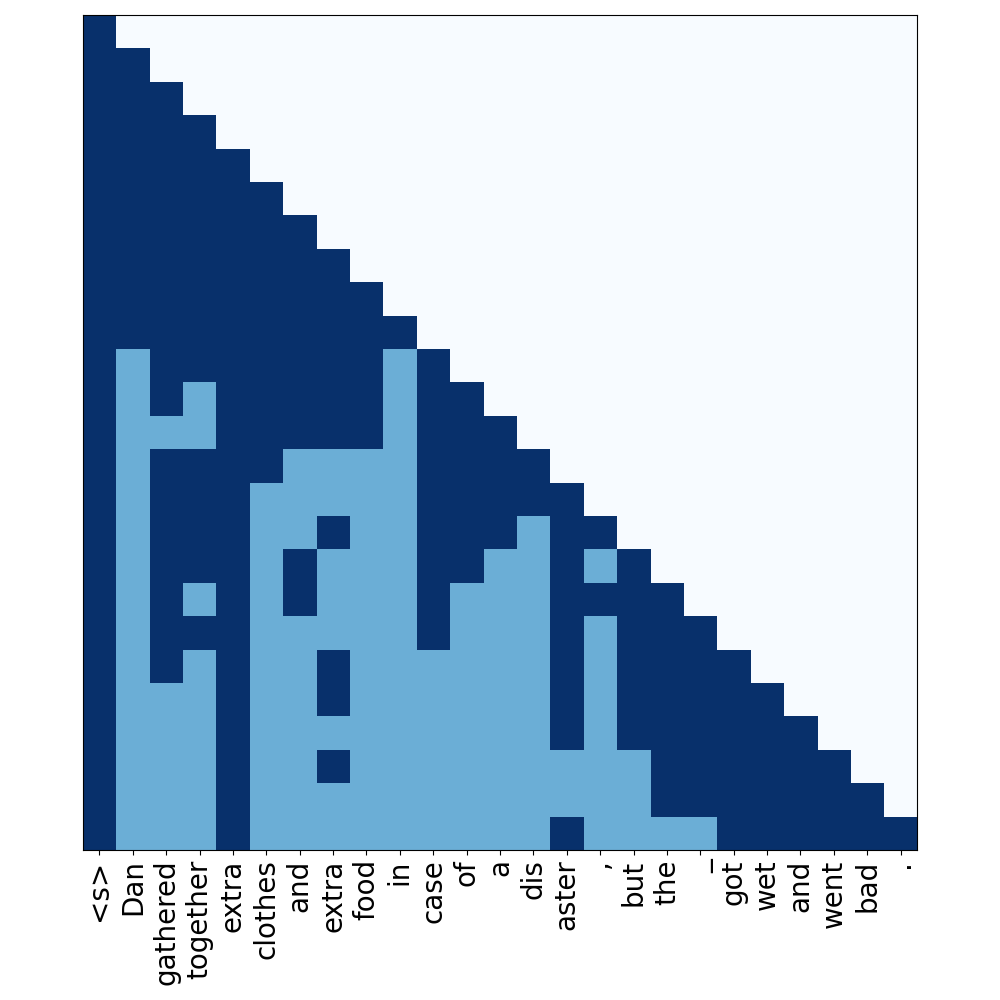 <s>
Dan
gathered
together
extra
clothes
and
extra
food
in
case
of
a
dis
aster
,
but
the
_
got
wet
and
went
bad
.